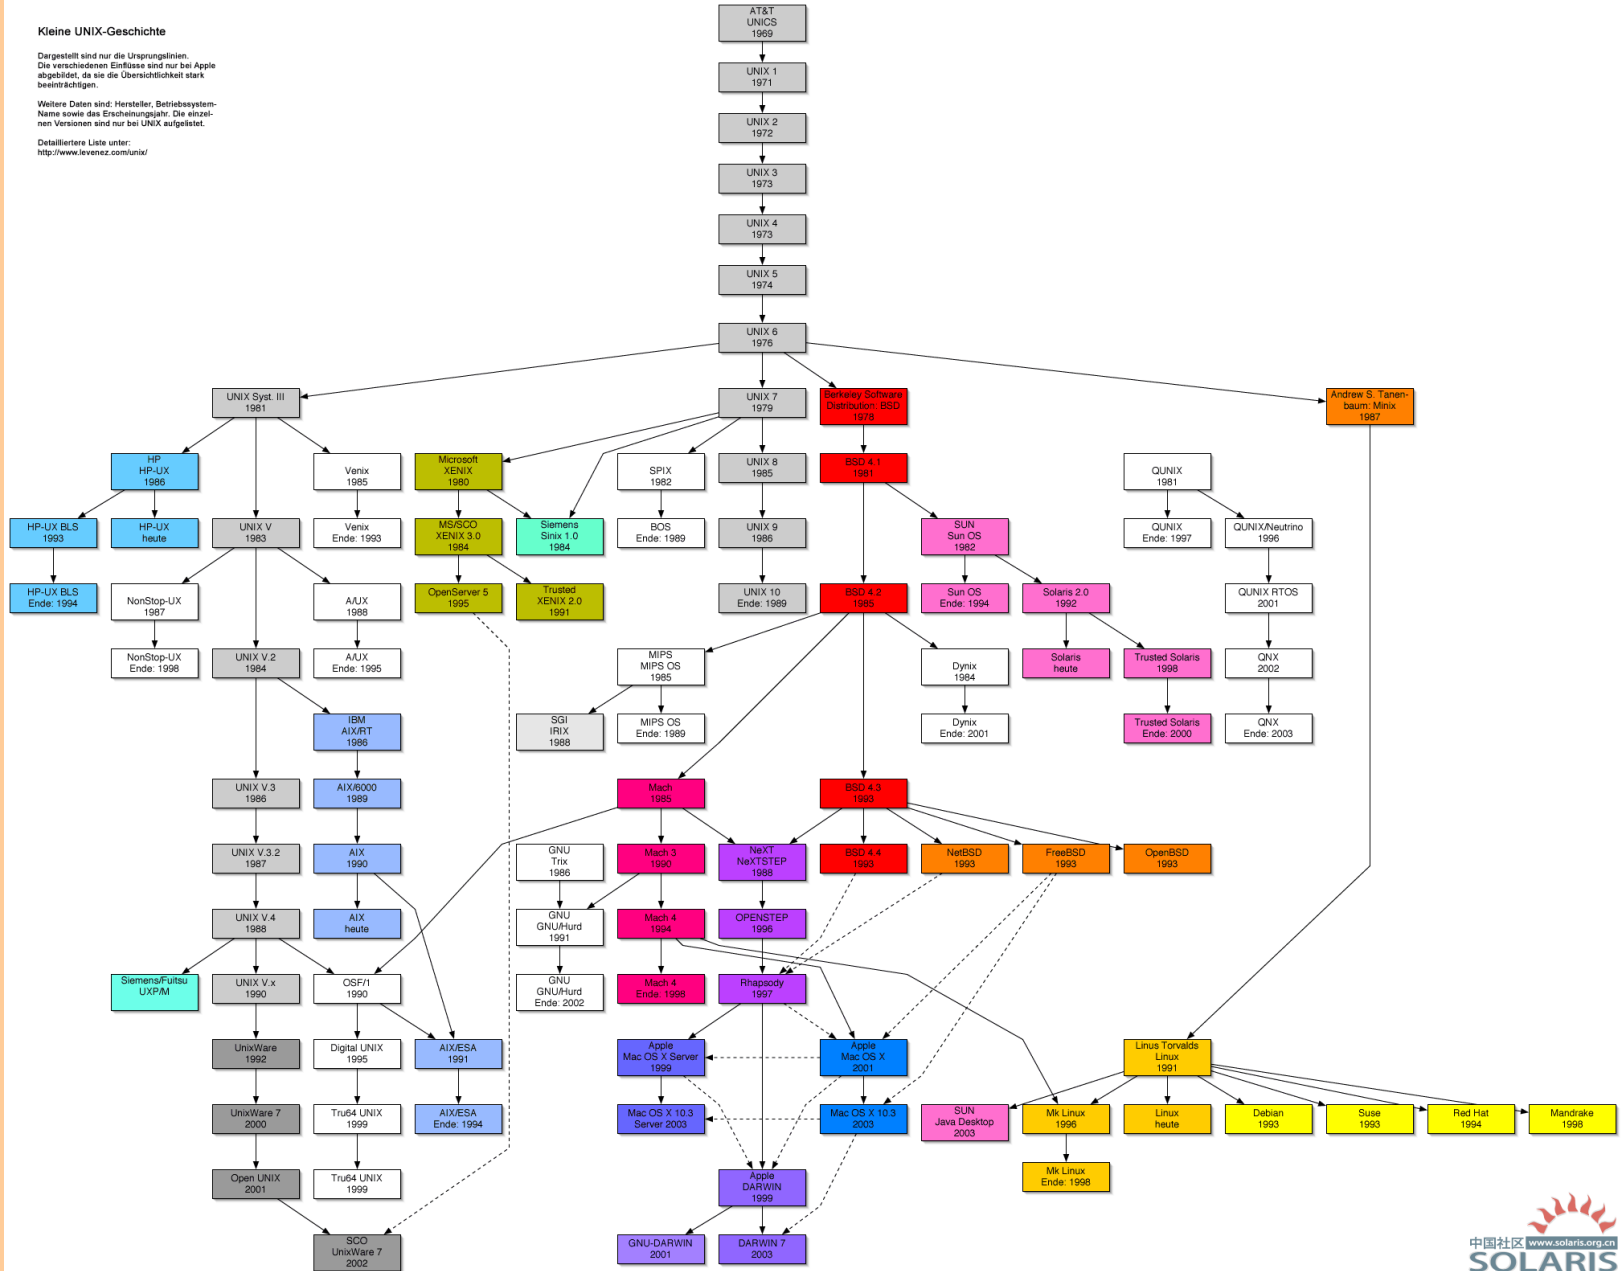 Kleine UNIX-Geschichte
Dargestellt sind nur die Ursprungslinien.
Die verschiedenen Einflüsse sind nur bei Apple
abgebildet, da sie die Übersichtlichkeit stark
beeinträchtigen.
Weitere Daten sind: Hersteller, Betriebssystem-
Name sowie das Erscheinungsjahr. Die einzel-
nen Versionen sind nur bei UNIX aufgelistet.
Detailliertere Liste unter:
http://www.levenez.com/unix/
AT&T
UNICS
1969
UNIX 1
1971
UNIX 2
1972
UNIX 3
1973
UNIX 4
1973
UNIX 5
1974
UNIX 6
1976
UNIX Syst. III
1981
UNIX 7
1979
Berkeley Software
Distribution: BSD
1978
Andrew S. Tanen-
baum: Minix
1987
HP
HP-UX
1986
Venix
1985
Microsoft
XENIX
1980
SPIX
1982
UNIX 8
1985
BSD 4.1
1981
QUNIX
1981
HP-UX BLS
1993
HP-UX
heute
UNIX V
1983
Venix
Ende: 1993
MS/SCO
XENIX 3.0
1984
Siemens
Sinix 1.0
1984
BOS
Ende: 1989
UNIX 9
1986
SUN
Sun OS
1982
QUNIX
Ende: 1997
QUNIX/Neutrino
1996
HP-UX BLS
Ende: 1994
NonStop-UX
1987
A/UX
1988
OpenServer 5
1995
Trusted
XENIX 2.0
1991
UNIX 10
Ende: 1989
BSD 4.2
1985
Sun OS
Ende: 1994
Solaris 2.0
1992
QUNIX RTOS
2001
NonStop-UX
Ende: 1998
UNIX V.2
1984
A/UX
Ende: 1995
MIPS
MIPS OS
1985
Dynix
1984
Solaris
heute
Trusted Solaris
1998
QNX
2002
IBM
AIX/RT
1986
SGI
IRIX
1988
MIPS OS
Ende: 1989
Dynix
Ende: 2001
Trusted Solaris
Ende: 2000
QNX
Ende: 2003
UNIX V.3
1986
AIX/6000
1989
Mach
1985
BSD 4.3
1993
UNIX V.3.2
1987
AIX
1990
GNU
Trix
1986
Mach 3
1990
NeXT
NeXTSTEP
1988
BSD 4.4
1993
NetBSD
1993
FreeBSD
1993
OpenBSD
1993
UNIX V.4
1988
AIX
heute
GNU
GNU/Hurd
1991
Mach 4
1994
OPENSTEP
1996
Siemens/Fuitsu
UXP/M
UNIX V.x
1990
OSF/1
1990
GNU
GNU/Hurd
Ende: 2002
Mach 4
Ende: 1998
Rhapsody
1997
UnixWare
1992
Digital UNIX
1995
AIX/ESA
1991
Apple
Mac OS X Server
1999
Apple
Mac OS X
2001
Linus Torvalds
Linux
1991
UnixWare 7
2000
Tru64 UNIX
1999
AIX/ESA
Ende: 1994
Mac OS X 10.3
Server 2003
Mac OS X 10.3
2003
SUN
Java Desktop
2003
Mk Linux
1996
Linux
heute
Debian
1993
Suse
1993
Red Hat
1994
Mandrake
1998
Open UNIX
2001
Tru64 UNIX
1999
Apple
DARWIN
1999
Mk Linux
Ende: 1998
SCO
UnixWare 7
2002
GNU-DARWIN
2001
DARWIN 7
2003
中国社区 www.solaris.org.cn
SOLARIS